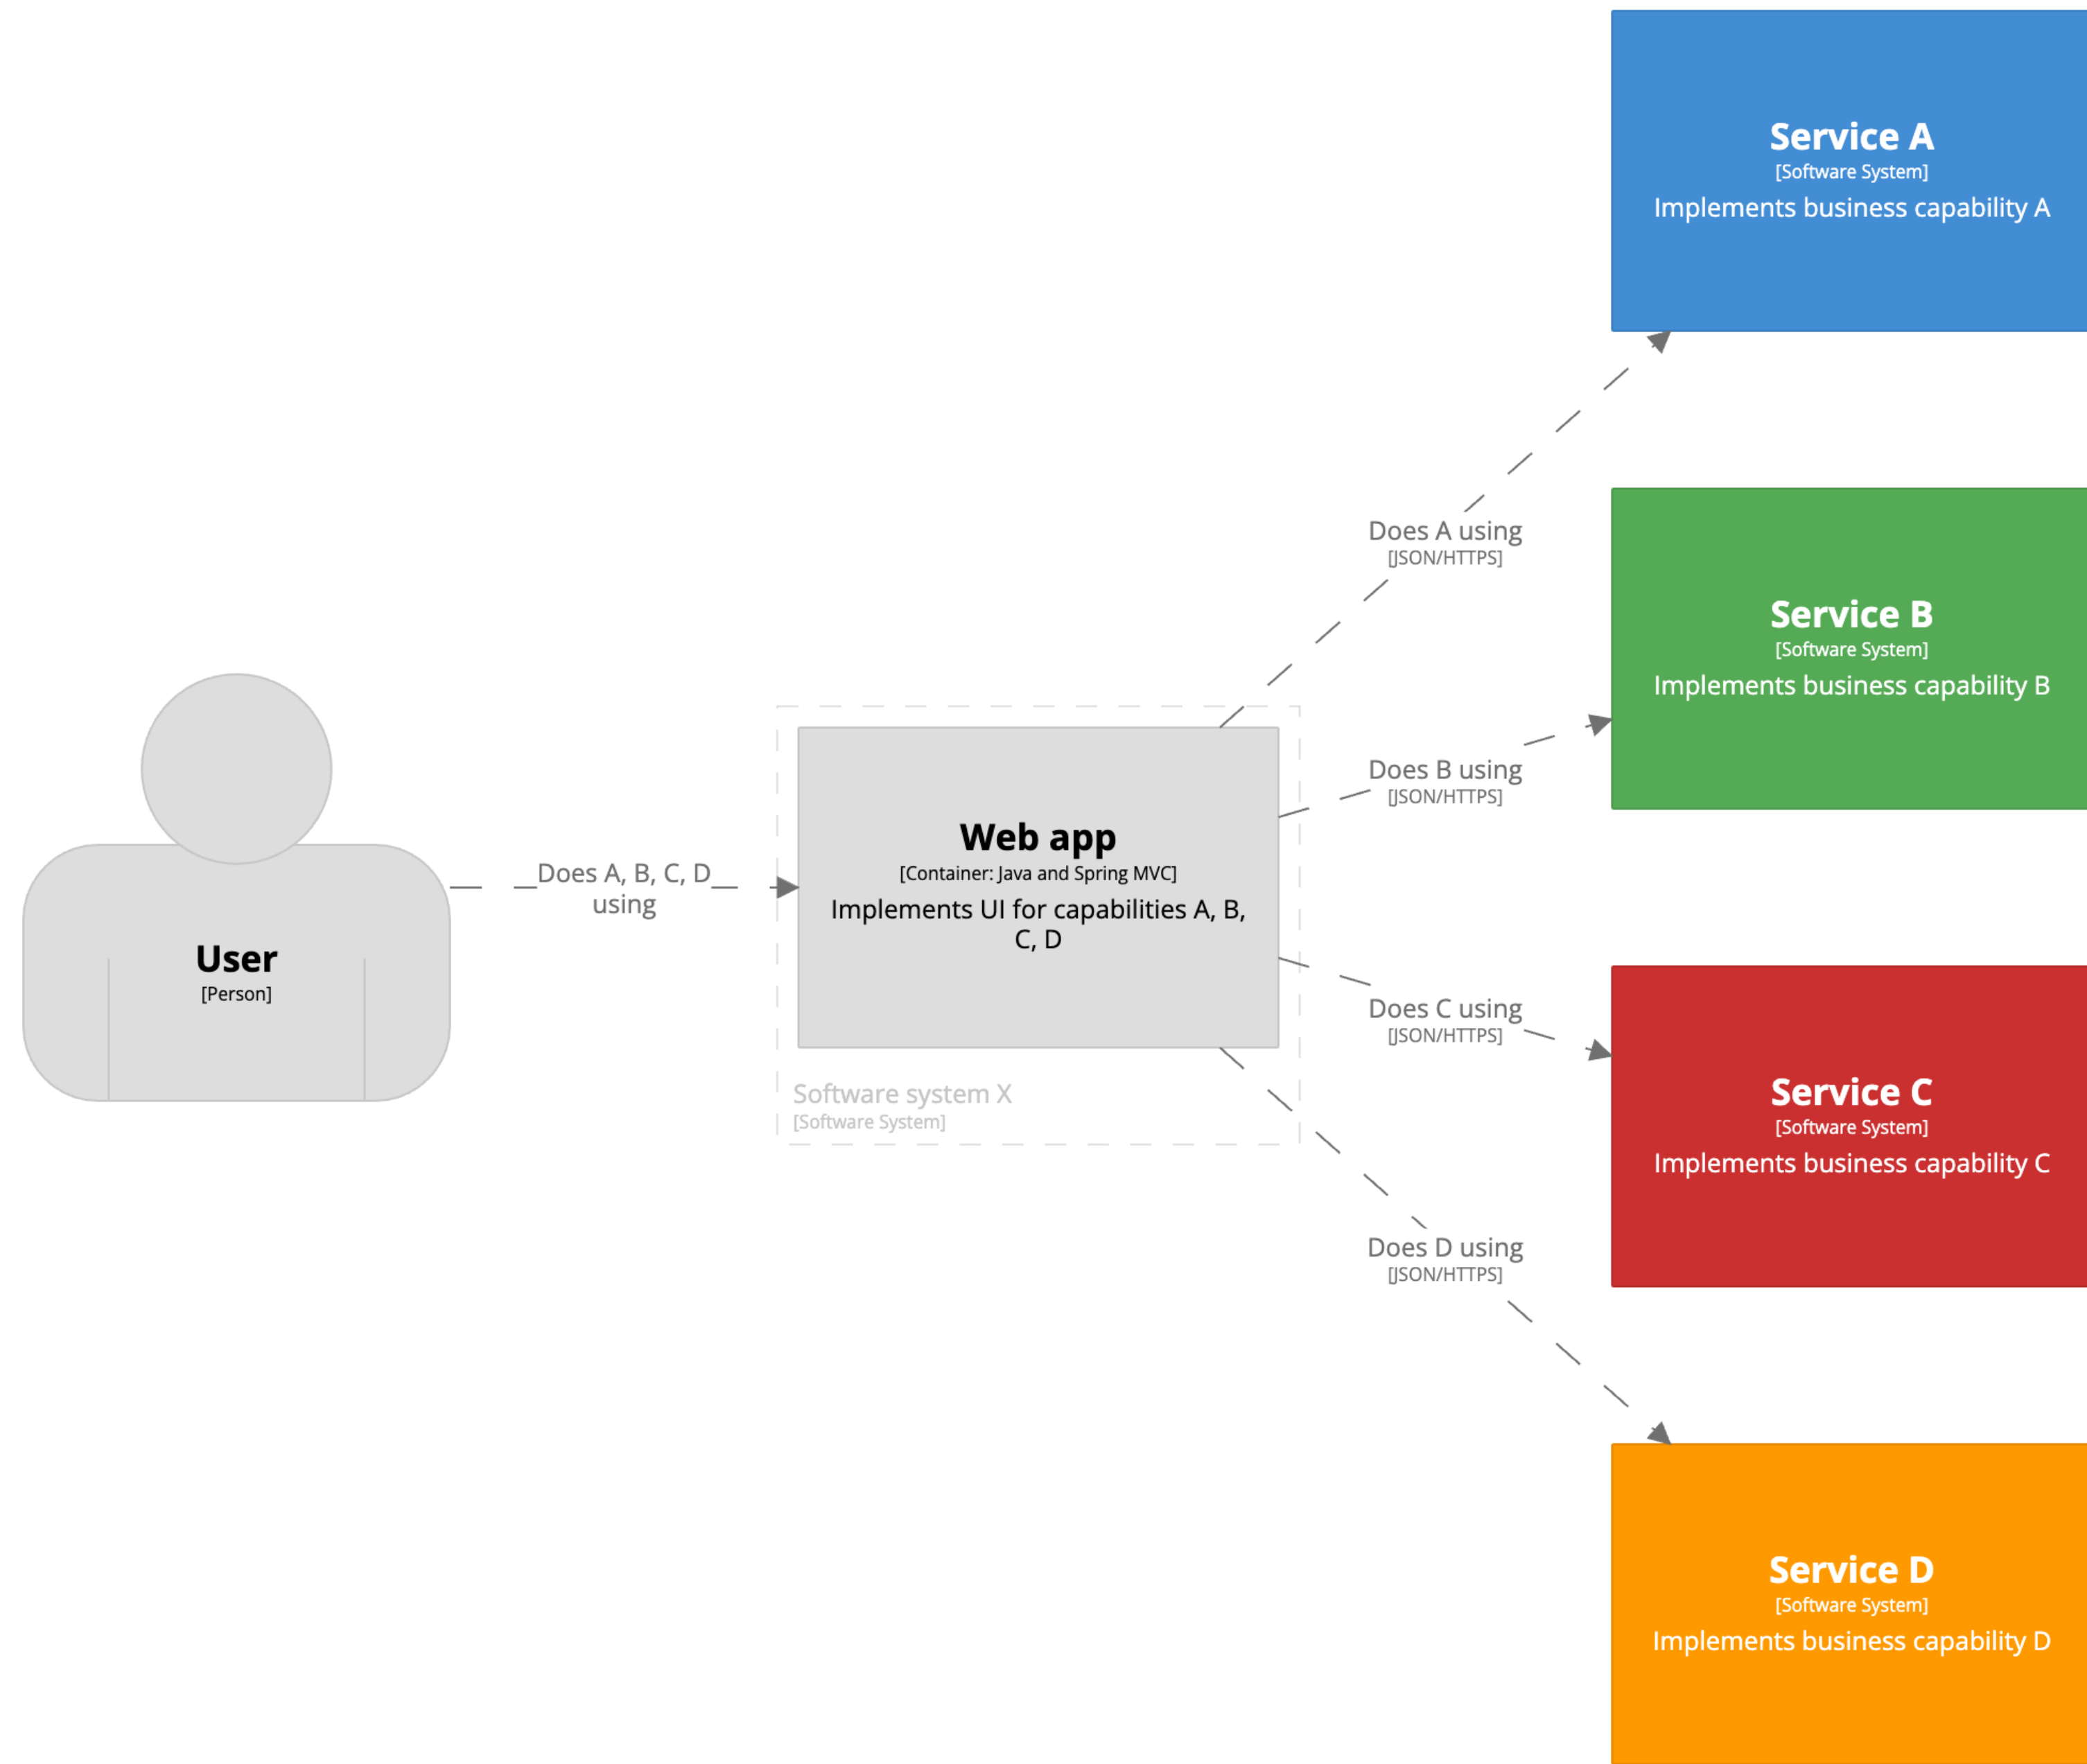 Service A
[Software System]
Implements business capability A
Does A using
[JSON/HTTPS]
Service B
[Software System]
Implements business capability B
Does B using
[JSON/HTTPS]
User
[Person]
Does A, B, C, D
using
Web app
[Container: Java and Spring MVC]
Implements UI for capabilities A, B,
C, D
Software system X
[Software System]
Does C using
[JSON/HTTPS]
Service C
[Software System]
Implements business capability C
Does D using
[JSON/HTTPS]
Service D
[Software System]
Implements business capability D